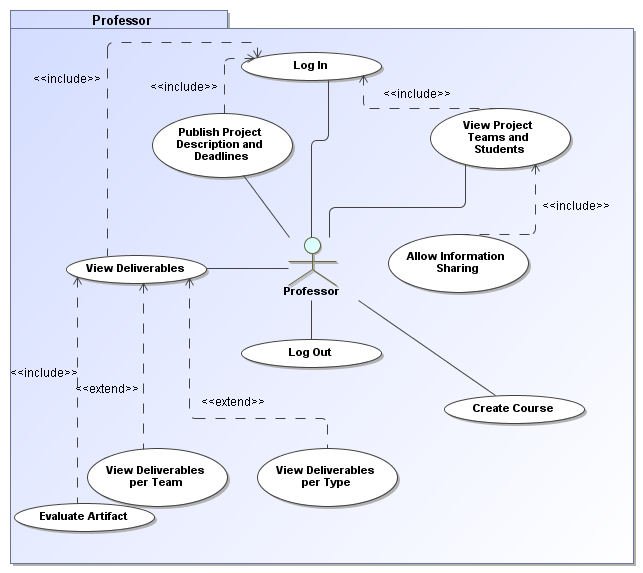 Professor
Log In
<<include>>
<<include>>
<<include>>
Publish Project
Description and
Deadlines
View Project
Teams and
Students
<<include>>
Allow Information
Sharing
View Deliverables
Professor
Log Out
<<include>>
<<extend>>
<<extend>>
Create Course
View Deliverables
per Team
View Deliverables
per Type
Evaluate Artifact